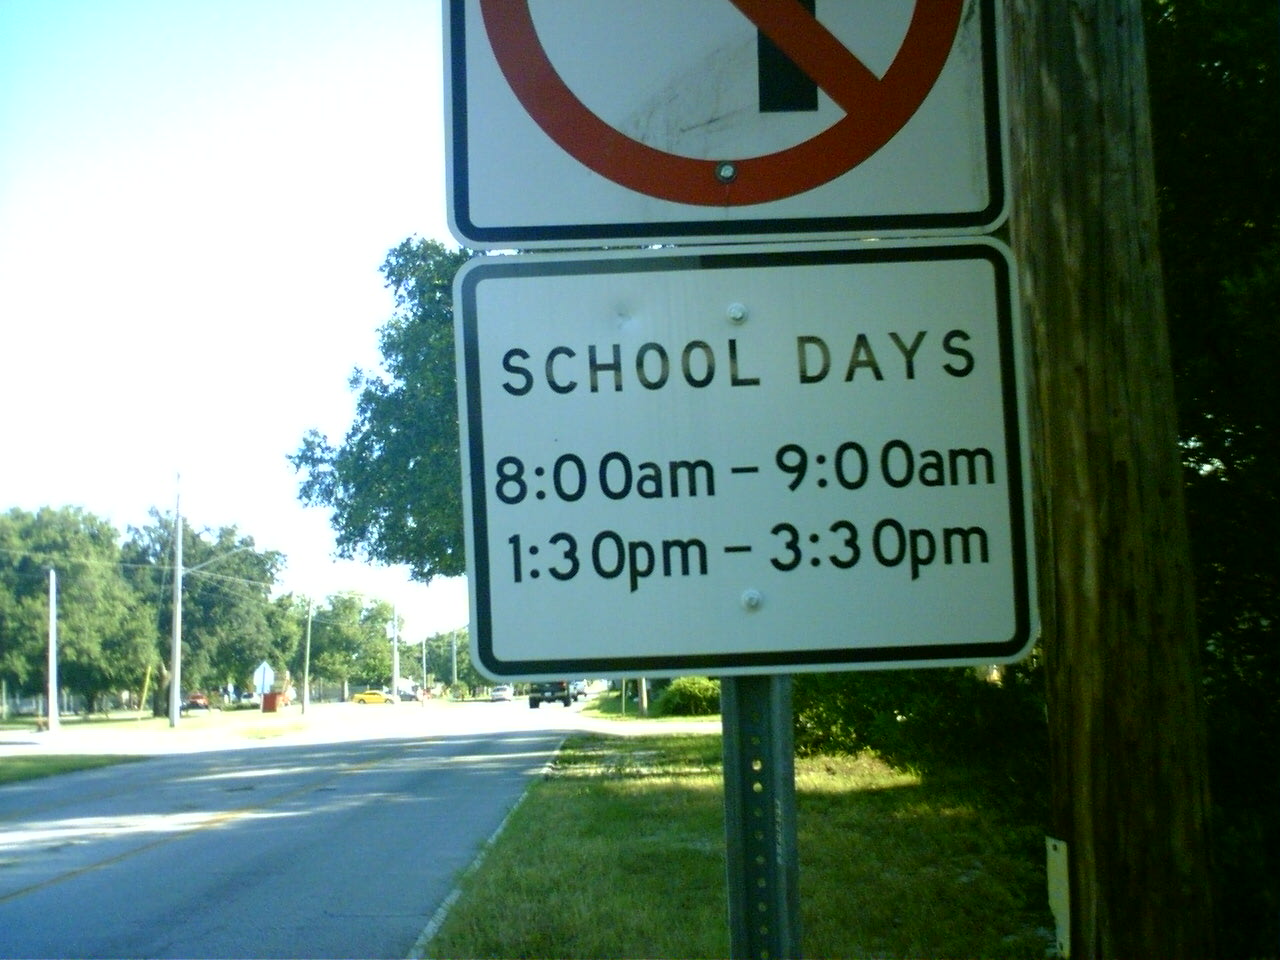 SCHOOL DAYS
8:00am – 9:00am
1:30pm – 3:30pm